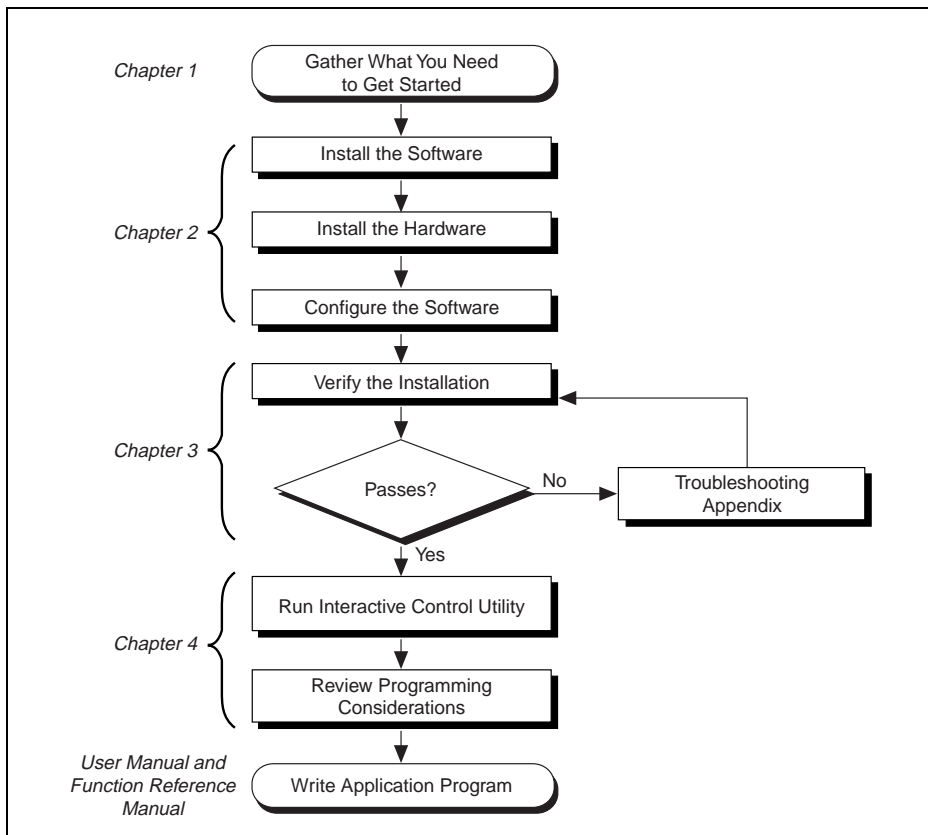 Chapter 1
Gather What You Need
to Get Started
Chapter 2
Install the Software
Install the Hardware
Configure the Software
Chapter 3
Verify the Installation
Passes?
No
Troubleshooting
Appendix
Yes
Chapter 4
Run Interactive Control Utility
Review Programming
Considerations
User Manual and
Function Reference
Manual
Write Application Program